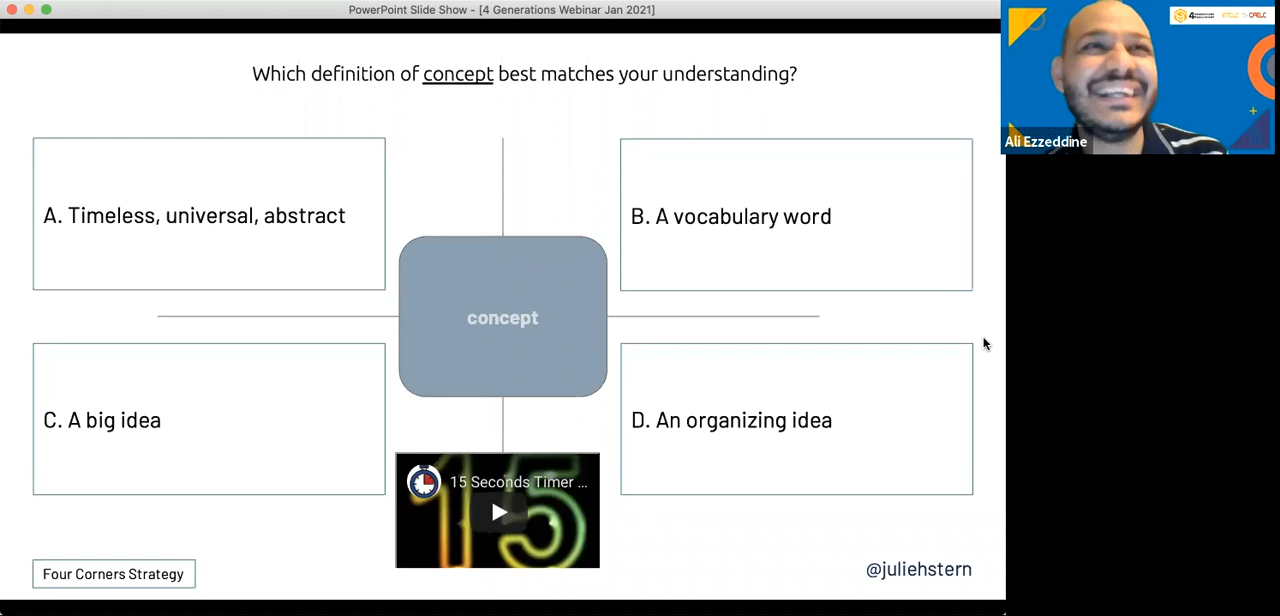 PowerPoint Slide Show - [4 Generations Webinar Jan 2021]
Which definition of concept best matches your understanding?
A. Timeless, universal, abstract
B. A vocabulary word
concept
C. A big idea
D. An organizing idea
15 Seconds Timer ...
15
Four Corners Strategy
@juliehstern
Ali Ezzeddine